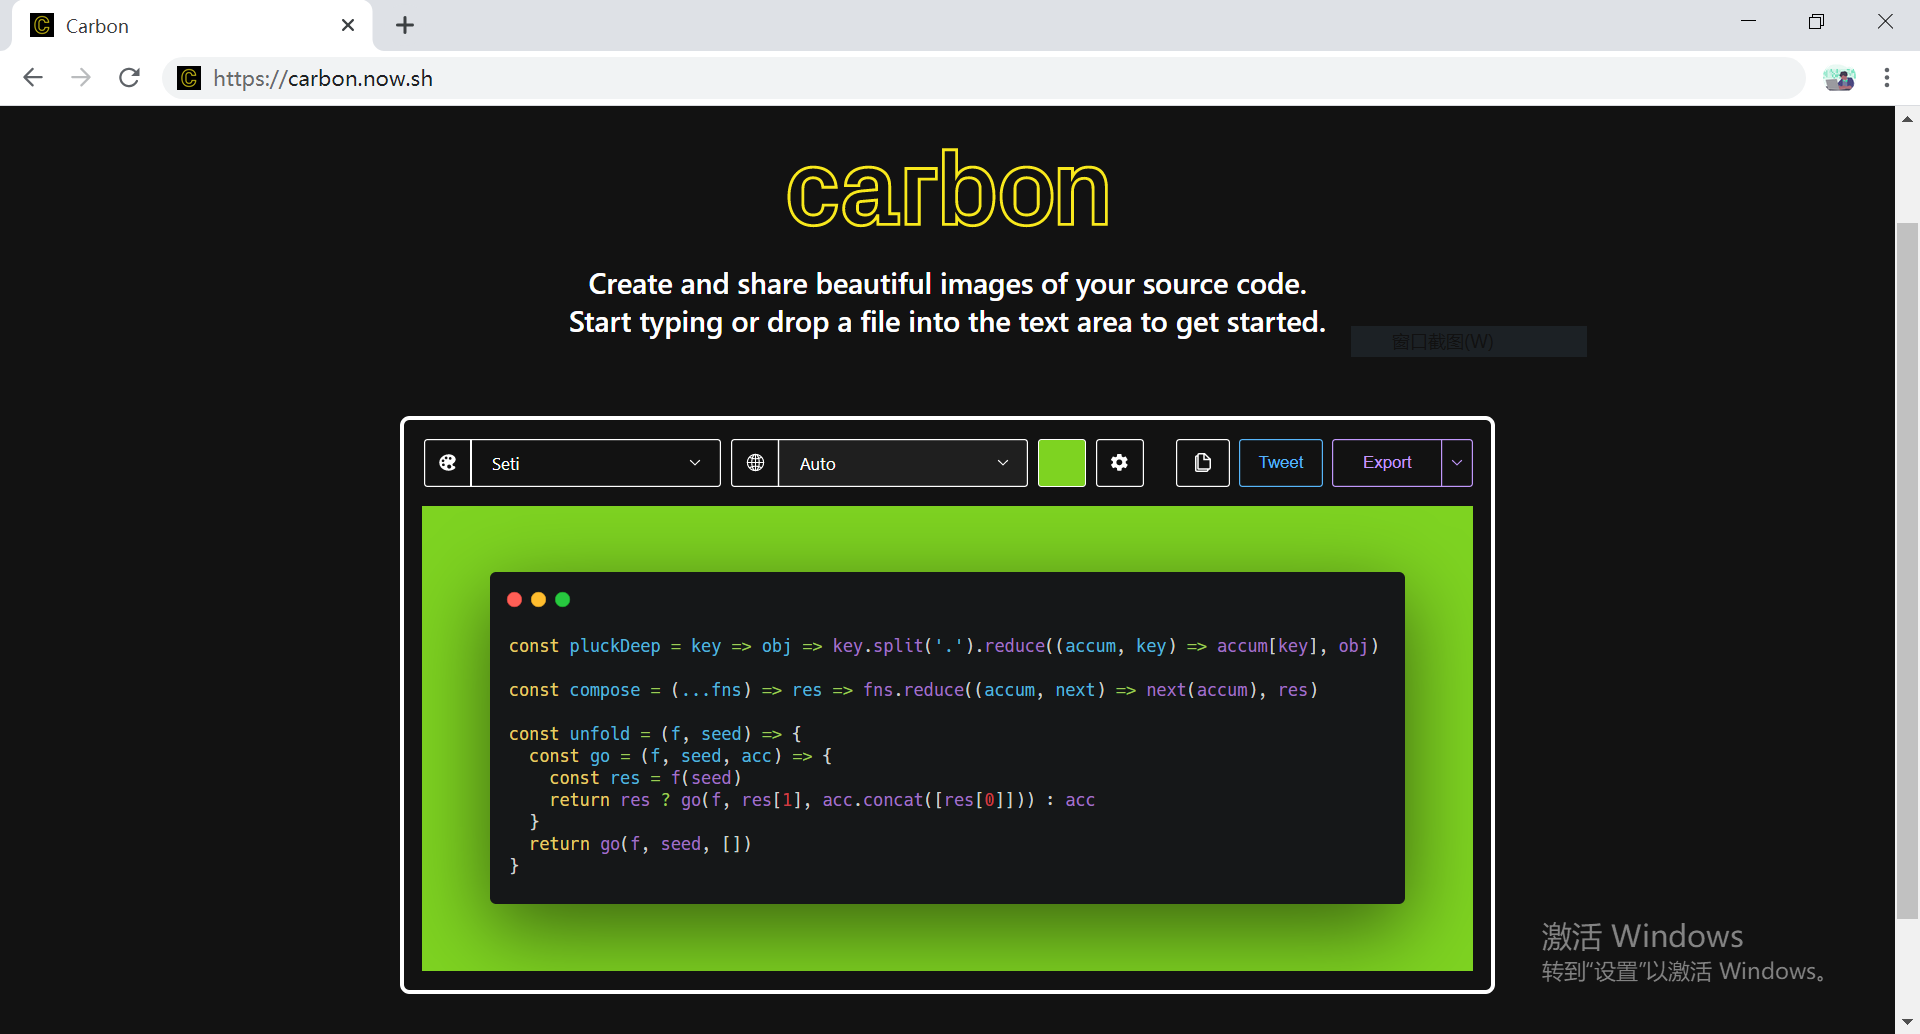 Carbon
https://carbon.now.sh
carbon
Create and share beautiful images of your source code.
Start typing or drop a file into the text area to get started.
窗口截图(W)
Seti
Auto
Tweet
Export
const pluckDeep = key => obj => key.split('.').reduce((accum, key) => accum[key], obj)
const compose = (...fns) => res => fns.reduce((accum, next) => next(accum), res)
const unfold = (f, seed) => {
  const go = (f, seed, acc) => {
    const res = f(seed)
    return res ? go(f, res[1], acc.concat([res[0]])) : acc
  }
  return go(f, seed, [])
}
激活 Windows
转到“设置”以激活 Windows。